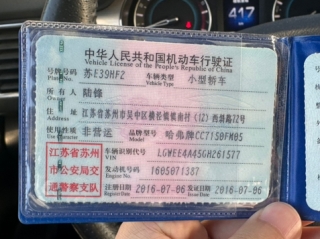 中华人民共和国机动车行驶证
Vehicle License of the People's Republic of China
号牌号码 苏E39HF2 车辆类型 小型轿车
Plate No. Vehicle Type
所有人 陆锋
Owner
住址 江苏省苏州市吴中区横泾镇
Address
使用性质 非营运 品牌型号 哈弗牌CC7150FM05
Use Character Model
江苏省苏州
市公安局交
通警察支队
车辆识别代号 LGWEE4A45GH261577
VIN
发动机号码 1605071387
Engine No.
注册日期 2016-07-06 发证日期 2016-07-06
Register Date Issue Date
417